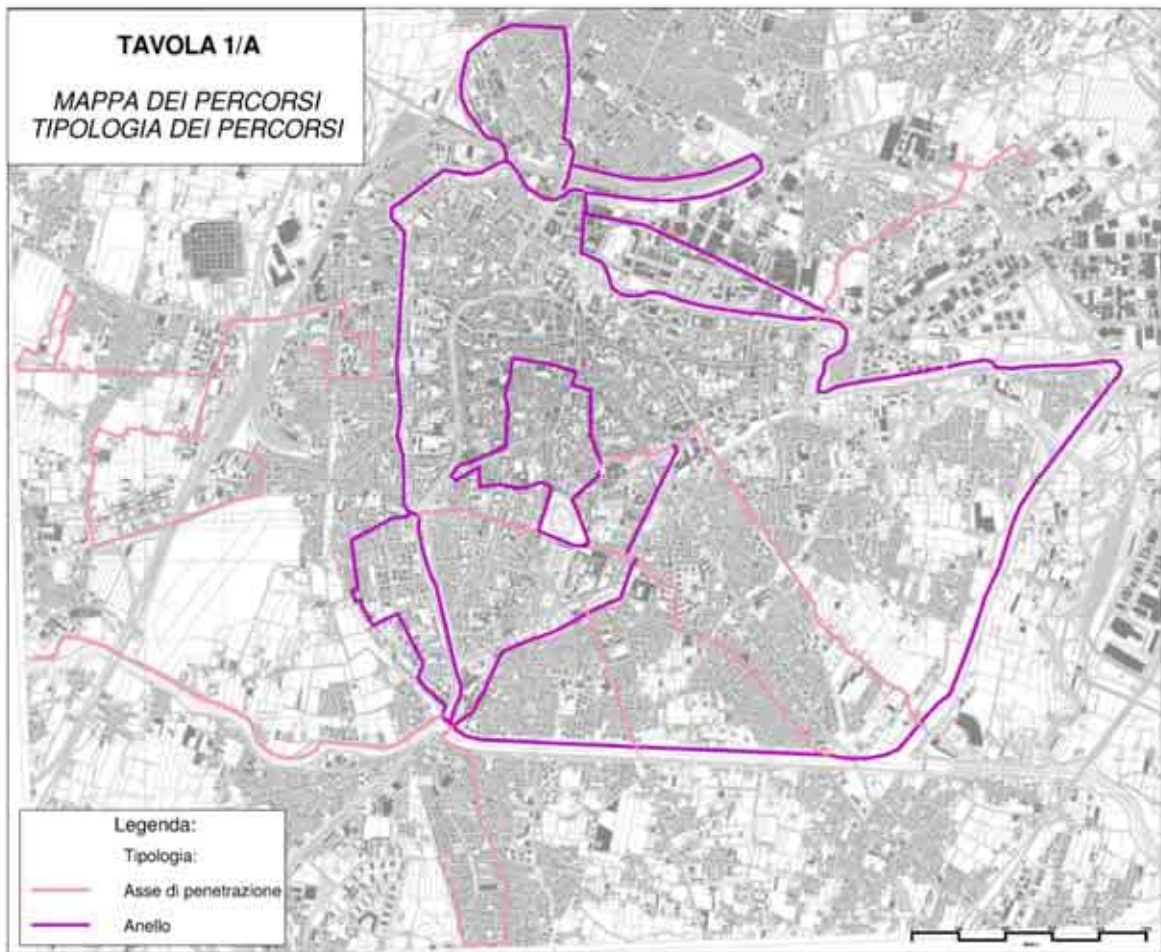 TAVOLA 1/A
MAPPA DEI PERCORSI
TIPOLOGIA DEI PERCORSI
Legenda:
Tipologia:
Asse di penetrazione
Anello